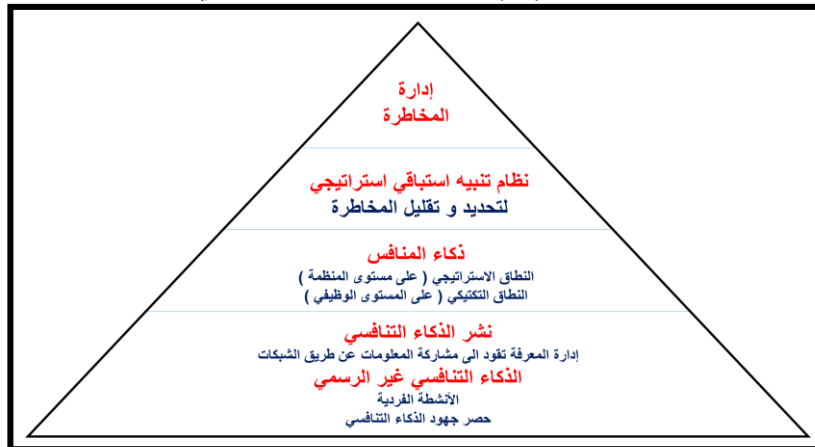 إدارة
المخاطرة
نظام تنبيه استباقي استراتيجي
لتحديد و تقليل المخاطرة
ذكاء المنافس
النطاق الاستراتيجي ( على مستوى المنظمة )
النطاق التكتيكي ( على المستوى الوظيفي )
نشر الذكاء التنافسي
إدارة المعرفة تقود الى مشاركة المعلومات عن طريق الشبكات
الذكاء التنافسي غير الرسمي
الأنشطة الفردية
حصر جهود الذكاء التنافسي